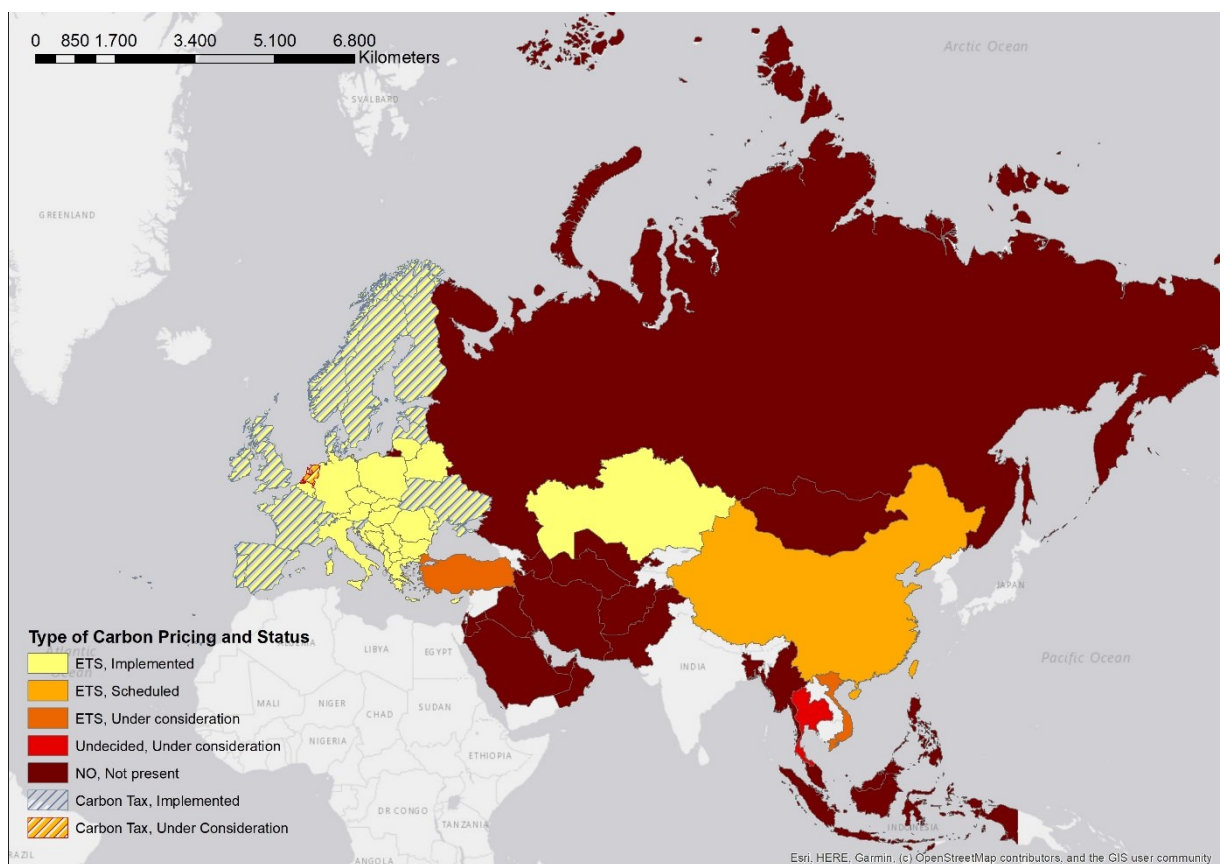 0 850 1.700 3.400 5.100 6.800
Kilometers
Arctic Ocean
SVALBARD
GREENLAND
JAPAN
Type of Carbon Pricing and Status
ETS, Implemented
ETS, Scheduled
ETS, Under consideration
Undecided, Under consideration
NO, Not present
Carbon Tax, Implemented
Carbon Tax, Under Consideration
Atlantic
Ocean
LIBYA
EGYPT
INDIA
Pacific Ocean
MALI
NIGER
CHAD
SUDAN
NIGERIA
ETHIOPIA
DR CONGO
TANZANIA
ANGOLA
RAZIL
INDONESIA
Esri, HERE, Garmin, (c) OpenStreetMap contributors, and the GIS user community